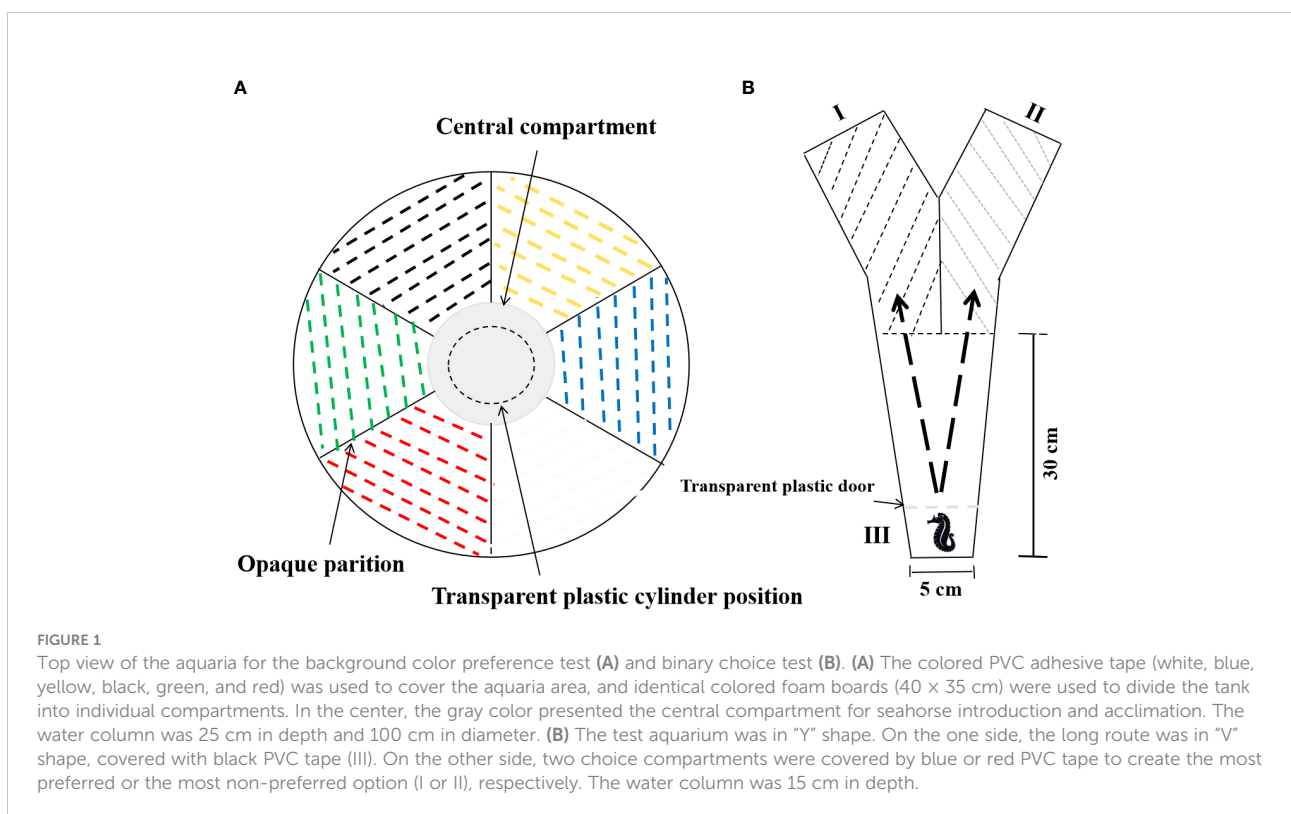 A
B
Central compartment
I
II
Transparent plastic door
III
30 cm
5 cm
Opaque parition
Transparent plastic cylinder position
FIGURE 1
Top view of the aquaria for the background color preference test (A) and binary choice test (B). (A) The colored PVC adhesive tape (white, blue,
yellow, black, green, and red) was used to cover the aquaria area, and identical colored foam boards (40 × 35 cm) were used to divide the tank
into individual compartments. In the center, the gray color presented the central compartment for seahorse introduction and acclimation. The
water column was 25 cm in depth and 100 cm in diameter. (B) The test aquarium was in “Y” shape. On the one side, the long route was in “V”
shape, covered with black PVC tape (III). On the other side, two choice compartments were covered by blue or red PVC tape to create the most
preferred or the most non-preferred option (I or II), respectively. The water column was 15 cm in depth.